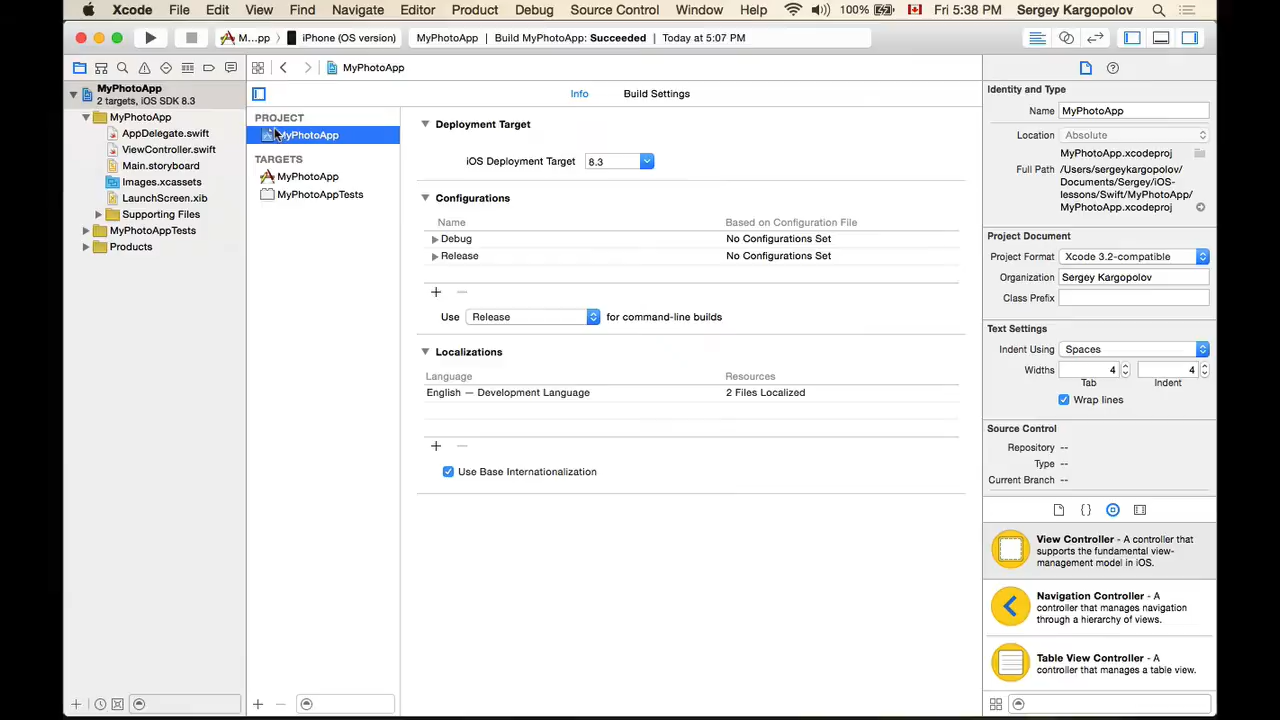 Xcode File Edit View Find Navigate Editor Product Debug Source Control Window Help 100% Fri 5:38 PM Sergey Kargopolov
M...pp iPhone (OS version) MyPhotoApp Build MyPhotoApp: Succeeded Today at 5:07 PM
MyPhotoApp
MyPhotoApp
2 targets, iOS SDK 8.3
MyPhotoApp
AppDelegate.swift
ViewController.swift
Main.storyboard
Images.xcassets
LaunchScreen.xib
Supporting Files
MyPhotoAppTests
Products
Info Build Settings
PROJECT
MyPhotoApp
TARGETS
MyPhotoApp
MyPhotoAppTests
Deployment Target
iOS Deployment Target 8.3
Configurations
Name Based on Configuration File
Debug No Configurations Set
Release No Configurations Set
Use Release for command-line builds
Localizations
Language Resources
English — Development Language 2 Files Localized
Use Base Internationalization
Identity and Type
Name MyPhotoApp
Location Absolute
MyPhotoApp.xcodeproj
Full Path /Users/sergeykargopolov/
Documents/Sergey/iOS-
lessons/Swift/MyPhotoApp/
MyPhotoApp.xcodeproj
Project Document
Project Format Xcode 3.2-compatible
Organization Sergey Kargopolov
Class Prefix
Text Settings
Indent Using Spaces
Widths 4 4
Tab Indent
Wrap lines
Source Control
Repository --
Type --
Current Branch --
View Controller - A controller that
supports the fundamental view-
management model in iOS.
Navigation Controller - A
controller that manages navigation
through a hierarchy of views.
Table View Controller - A
controller that manages a table view.